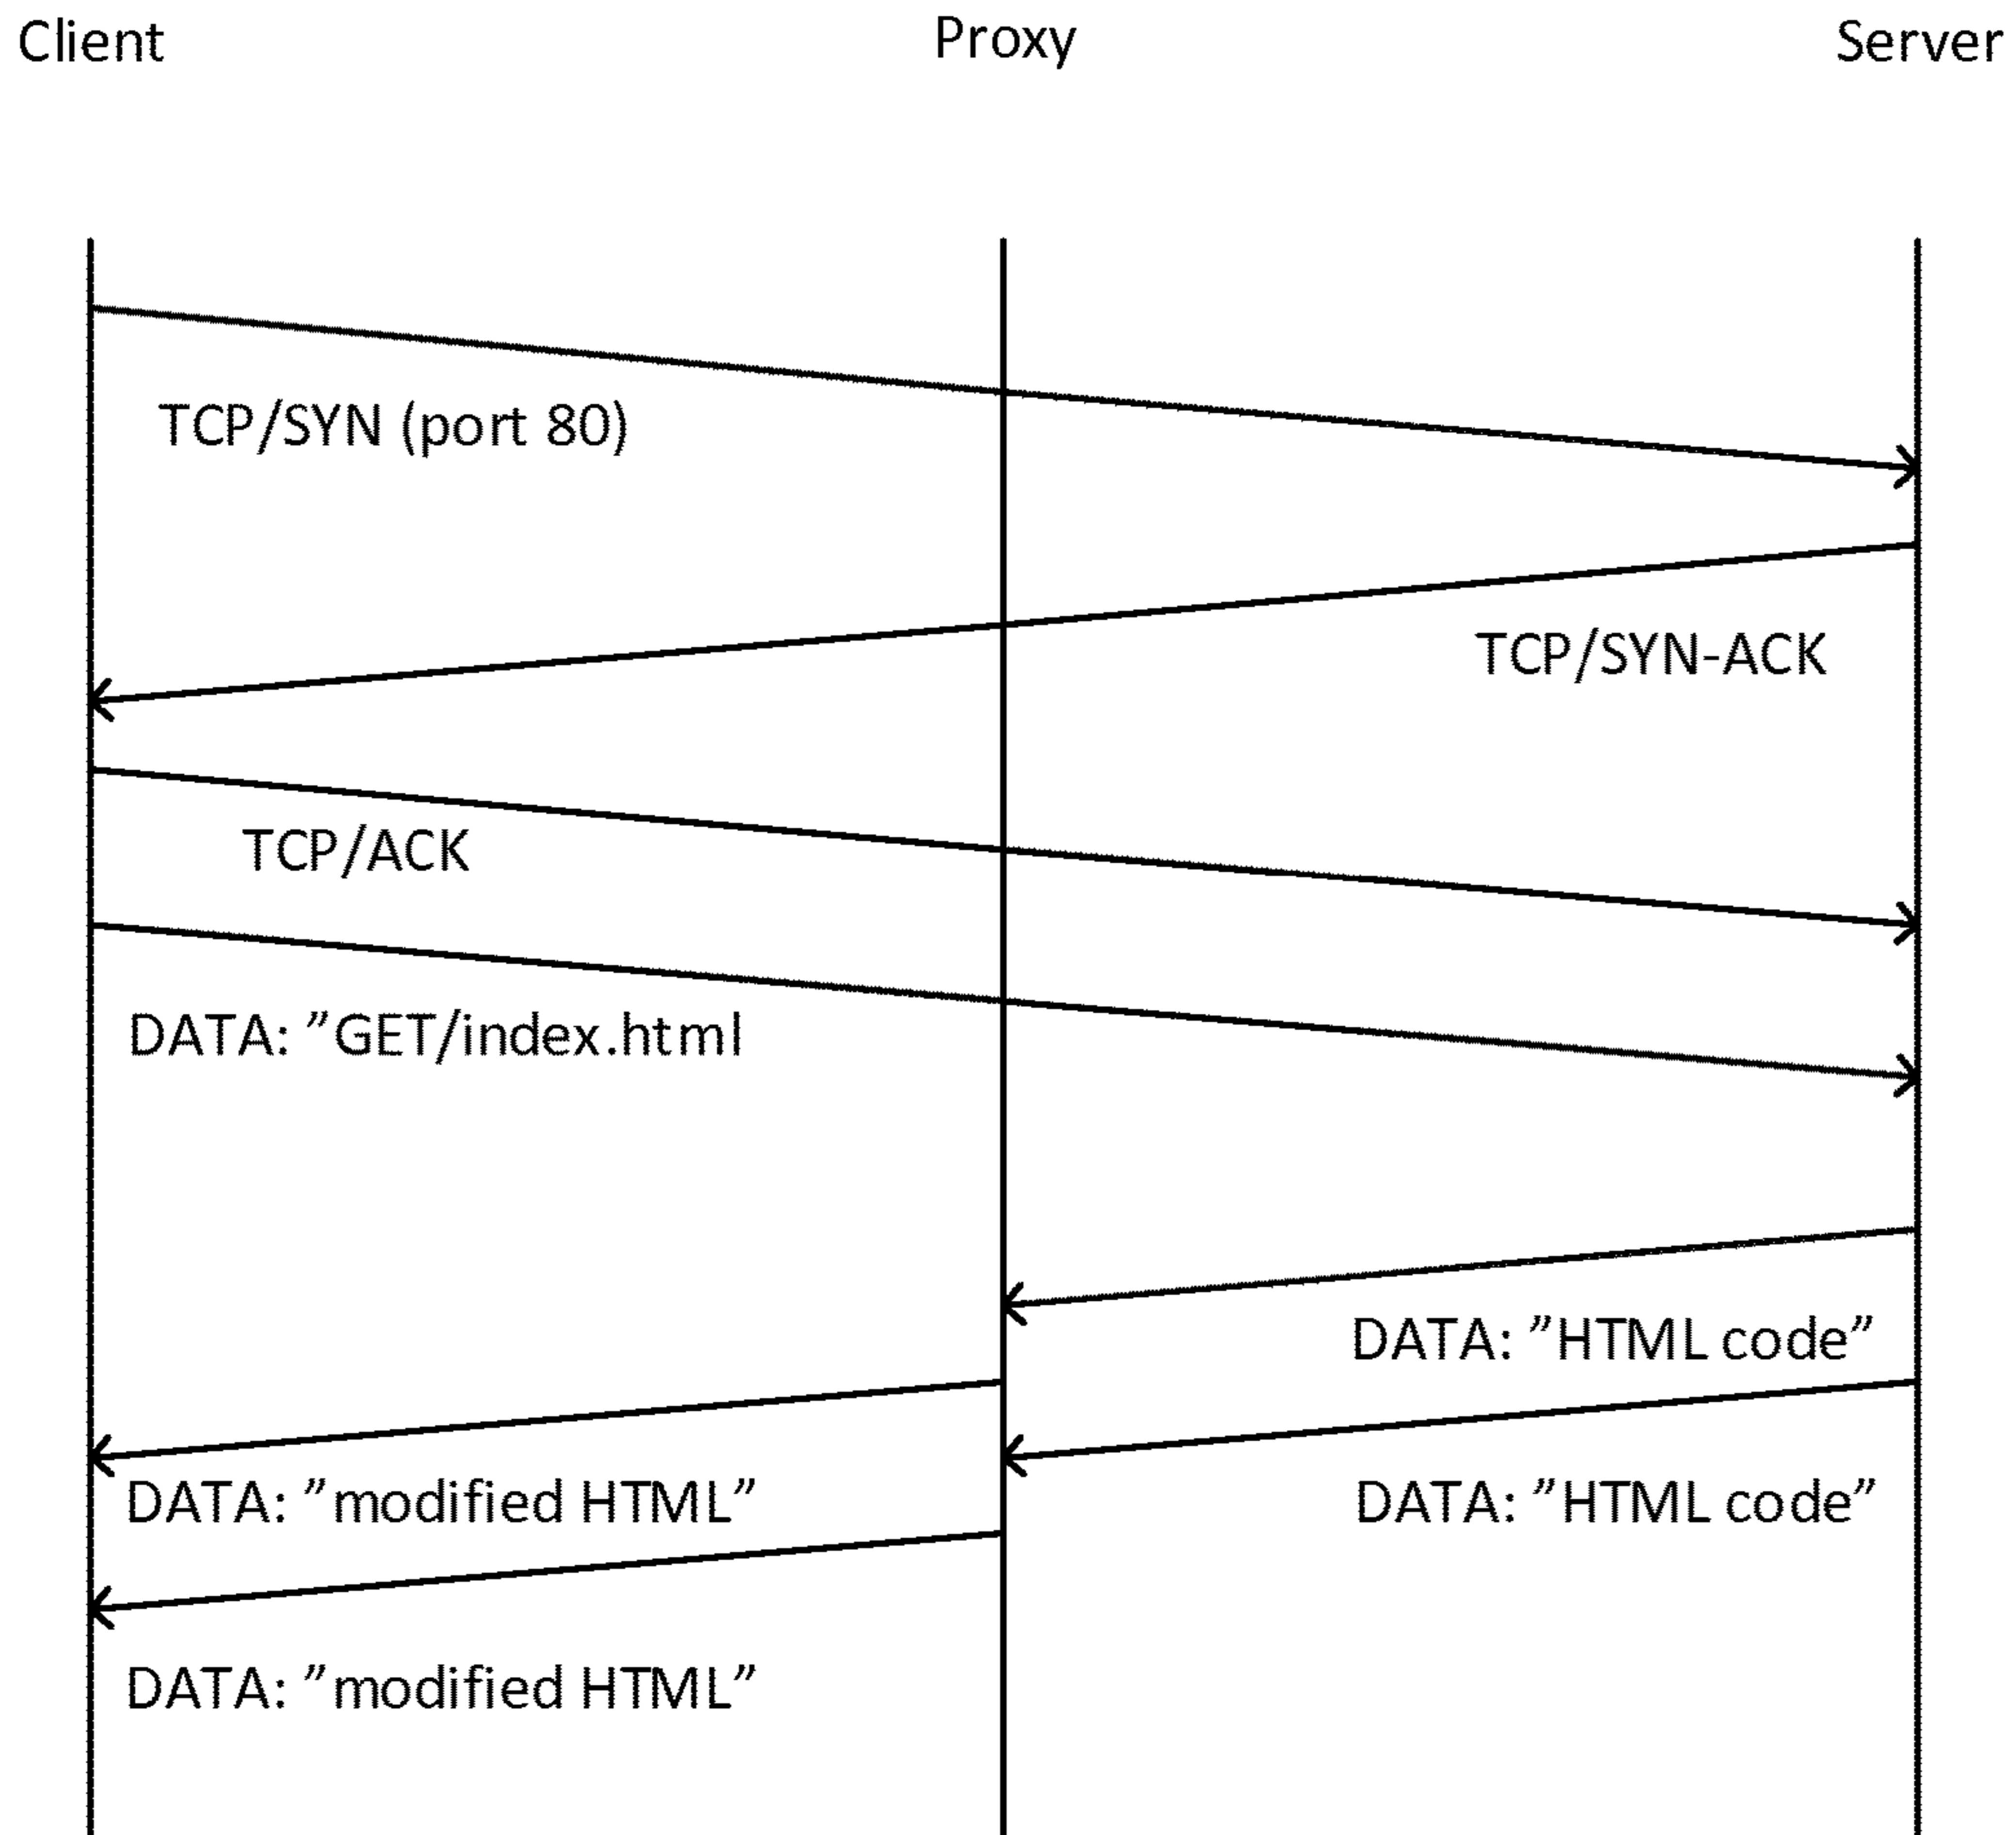 Client
Proxy
Server
TCP/SYN (port 80)
TCP/SYN-ACK
TCP/ACK
DATA: ”GET/index.html
DATA: ”HTML code”
DATA: ”modified HTML”
DATA: ”HTML code”
DATA: ”modified HTML”